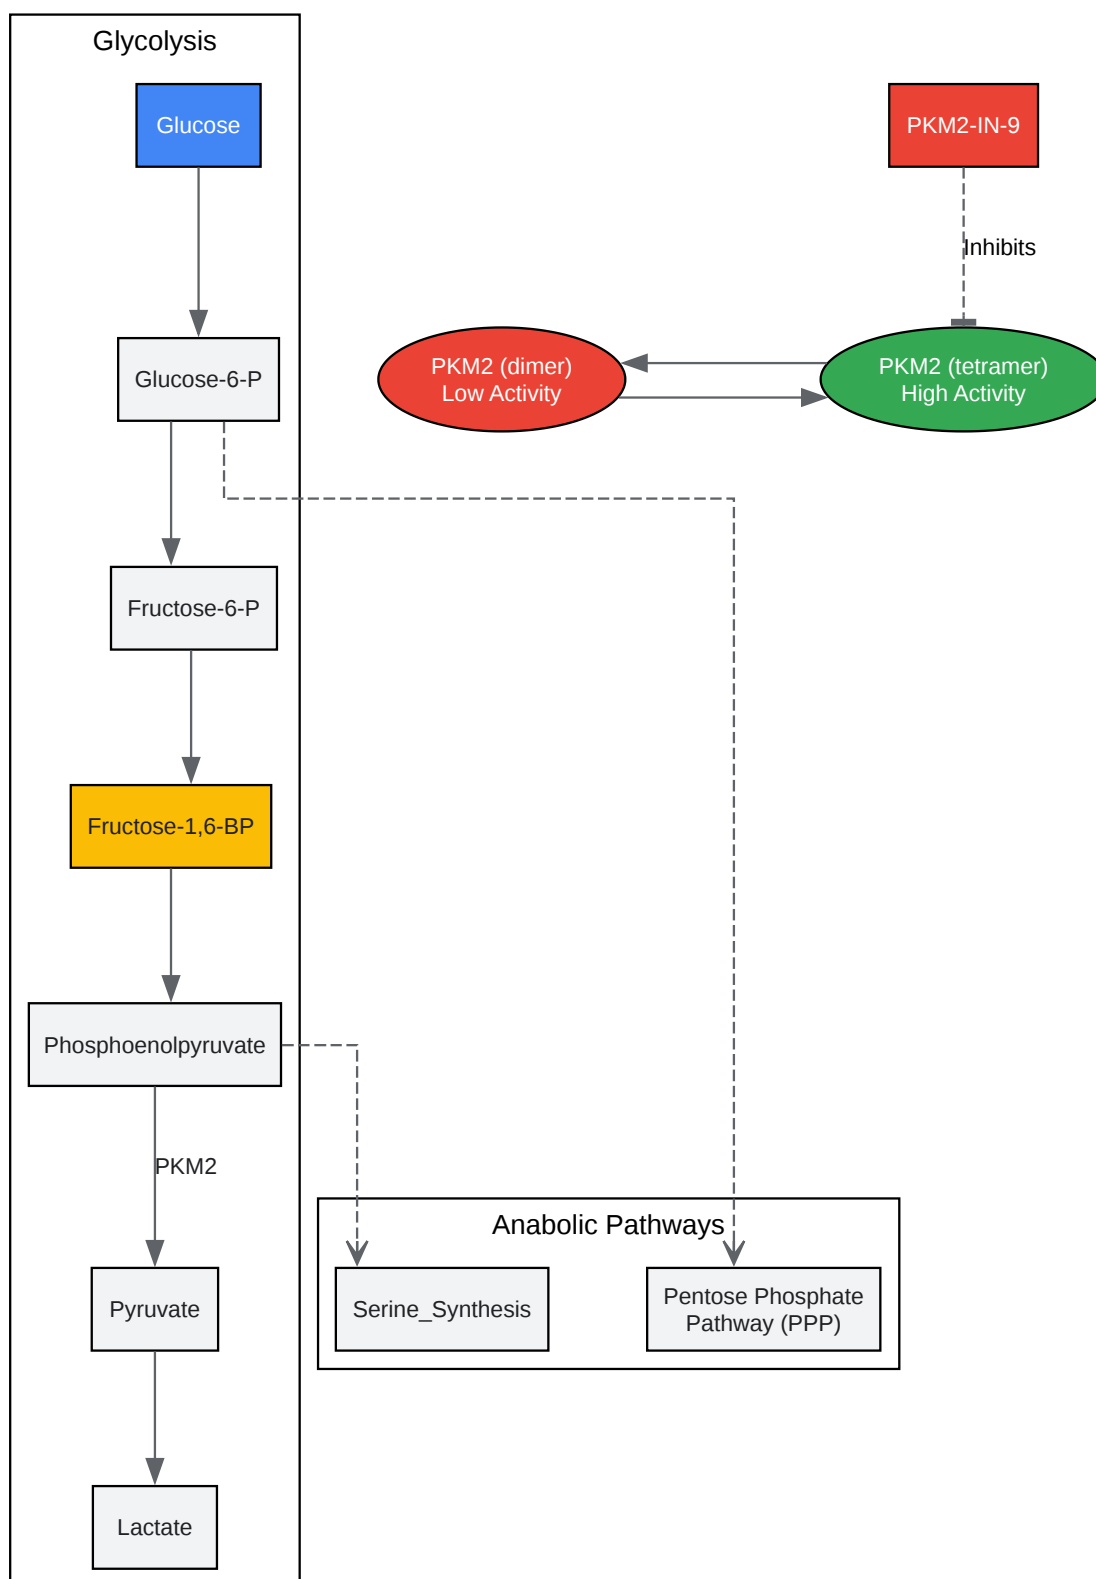 Glycolysis
Glucose
PKM2-IN-9
Inhibits
PKM2 (dimer)
Low Activity
PKM2 (tetramer)
High Activity
Glucose-6-P
Fructose-6-P
Fructose-1,6-BP
Phosphoenolpyruvate
PKM2
Anabolic Pathways
Pyruvate
Serine_Synthesis
Pentose Phosphate
Pathway (PPP)
Lactate